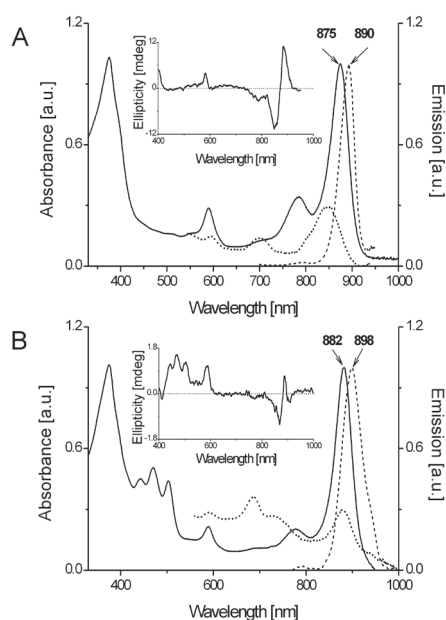 A
875 890
1.2
0.6
0.0
Absorbance [a.u.]
12
0
-12
Ellipticity [mdeg]
400 500 600 700 800 900 1000
Wavelength [nm]
1.2
0.6
0.0
Emission [a.u.]
400 500 600 700 800 900 1000
Wavelength [nm]
B
882 898
1.2
0.6
0.0
Absorbance [a.u.]
1.8
0.0
-1.8
Ellipticity [mdeg]
400 600 800 1000
Wavelength [nm]
1.2
0.6
0.0
Emission [a.u.]
400 500 600 700 800 900 1000
Wavelength [nm]